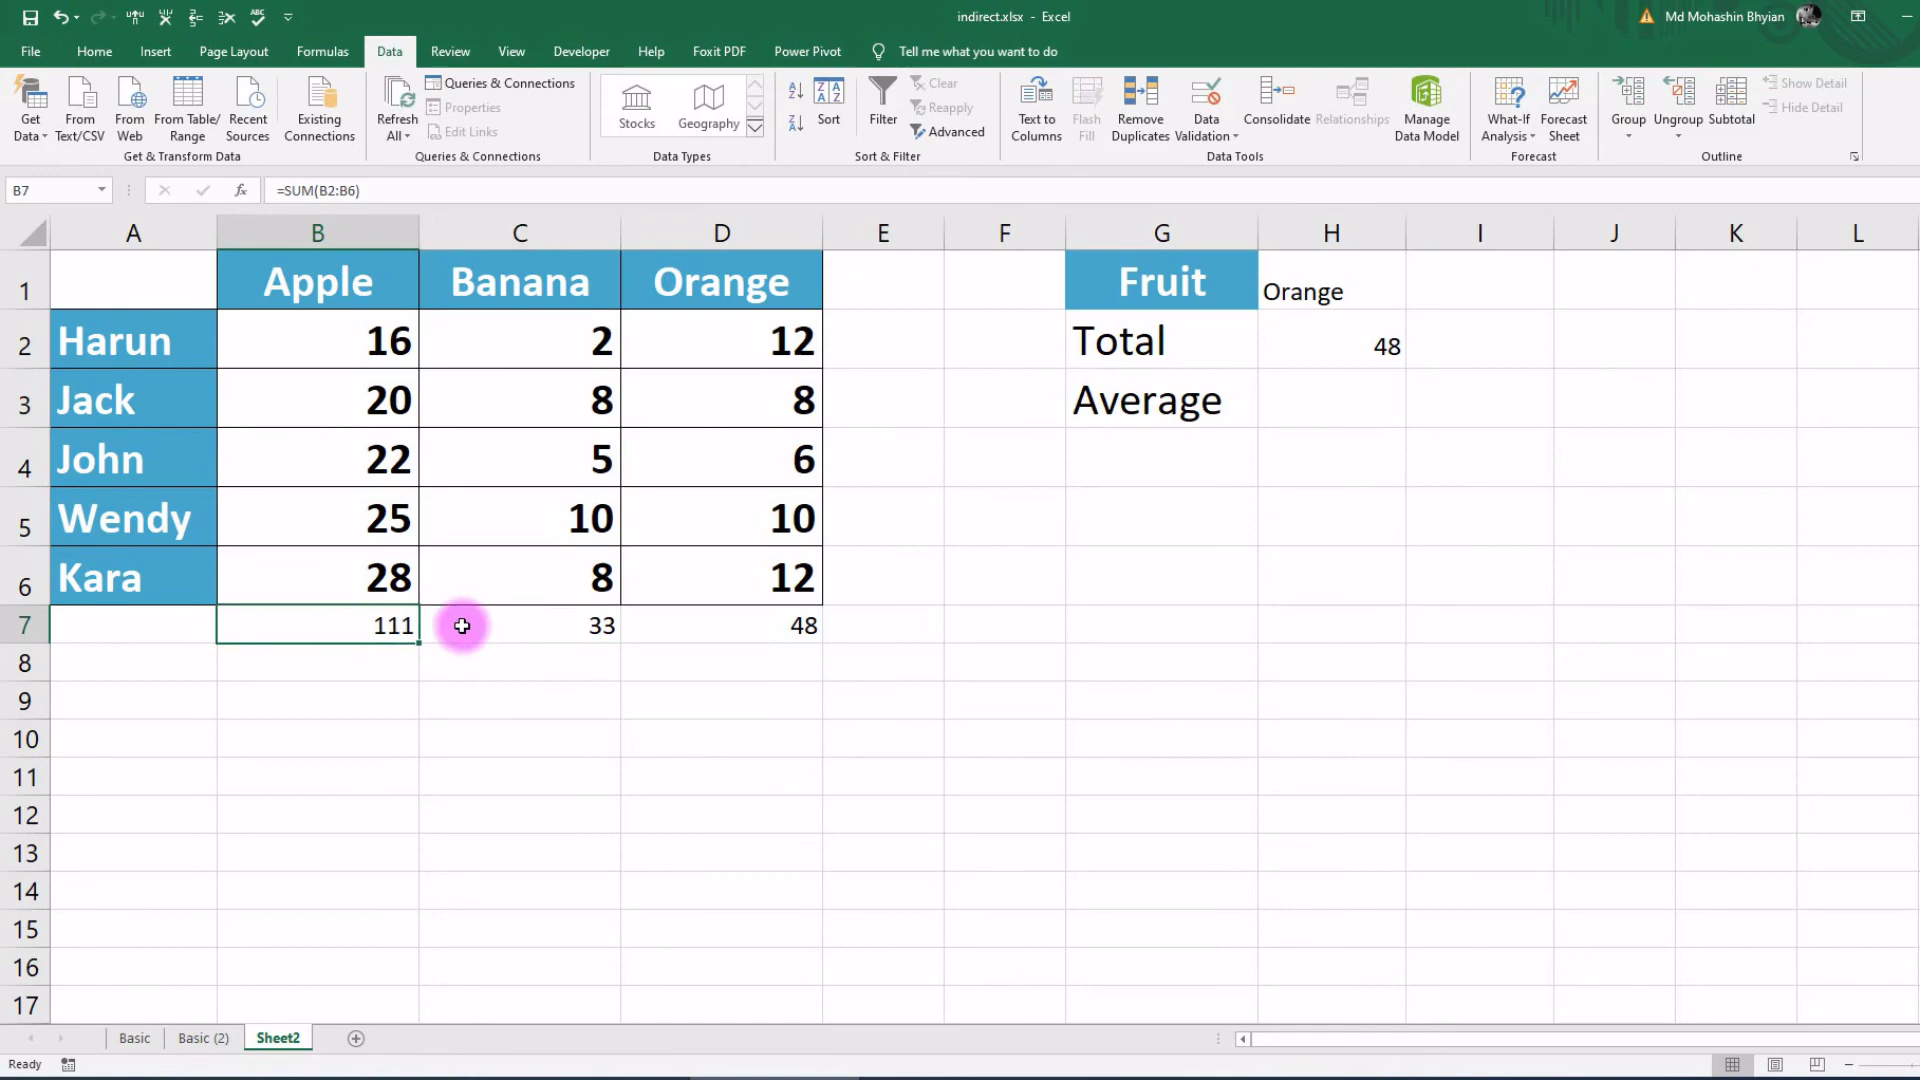 indirect.xlsx - Excel
Md Mohashin Bhyian
File Home Insert Page Layout Formulas Data Review View Developer Help Foxit PDF Power Pivot Tell me what you want to do
Get Data
From Text/CSV
From Web
From Table/ Range
Recent Sources
Existing Connections
Get & Transform Data
Refresh All
Queries & Connections
Properties
Edit Links
Queries & Connections
Stocks
Geography
Data Types
Sort
Filter
Clear
Reapply
Advanced
Sort & Filter
Text to Columns
Flash Fill
Remove Duplicates
Data Validation
Consolidate
Relationships
Manage Data Model
Data Tools
What-If Analysis
Forecast Sheet
Forecast
Group
Ungroup
Subtotal
Show Detail
Hide Detail
Outline
B7 fx =SUM(B2:B6)
A B C D E F G H I J K L
1 Apple Banana Orange Fruit Orange
2 Harun 16 2 12 Total 48
3 Jack 20 8 8 Average
4 John 22 5 6
5 Wendy 25 10 10
6 Kara 28 8 12
7 111 33 48
8
9
10
11
12
13
14
15
16
17
Basic Basic (2) Sheet2
Ready